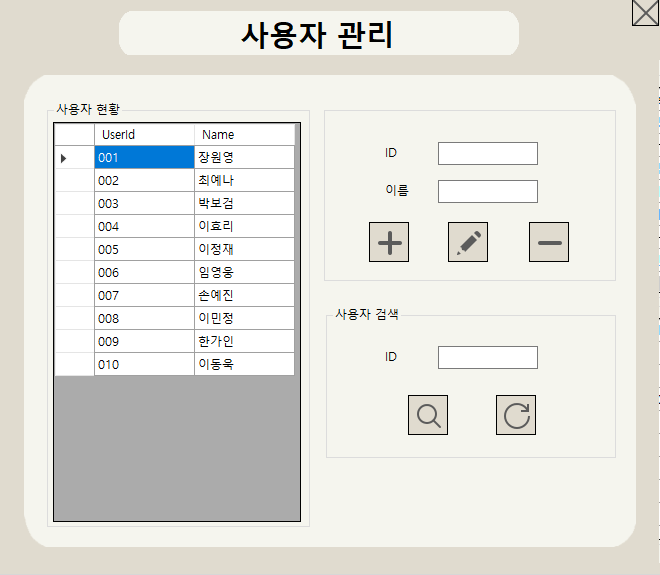 사용자 관리
사용자 현황
UserId Name
001 장원영
002 최예나
003 박보검
004 이효리
005 이정재
006 임영웅
007 손예진
008 이민정
009 한가인
010 이동욱
ID
이름
사용자 검색
ID